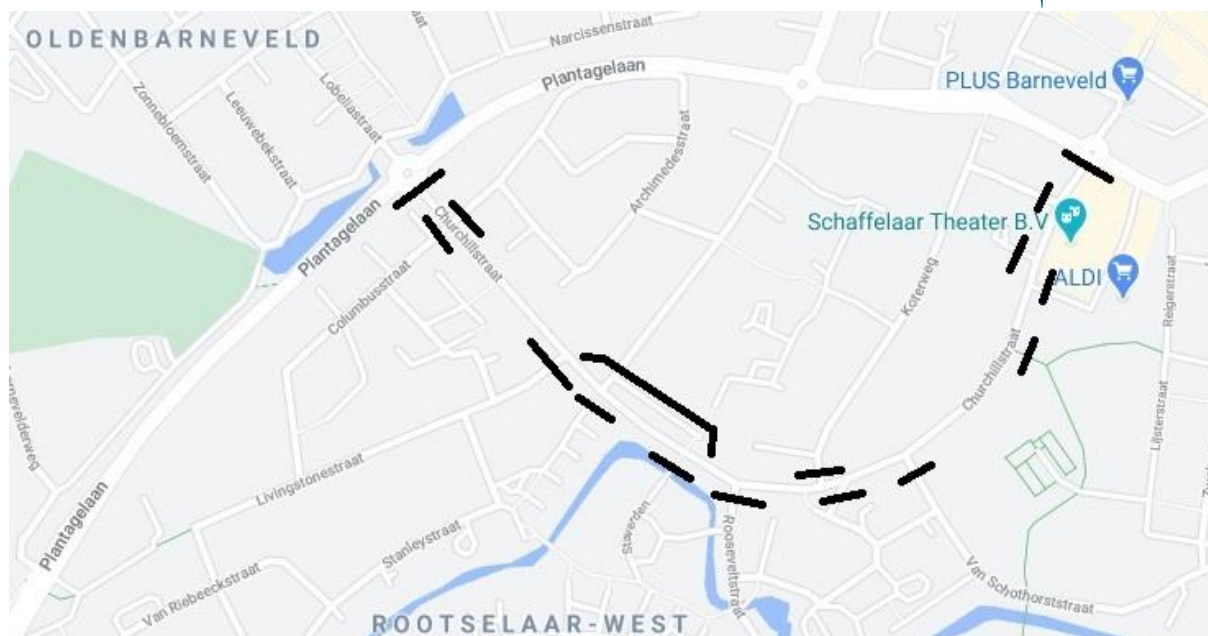 OLDENBARNEVELD
Narcissenstraat
Plantagelaan
PLUS Barneveld
Zonnebloemstraat
Leeuwebekstraat
Lobeliastraat
Archimedesstraat
Schaffelaar Theater B.V
Churchillstraat
Plantagelaan
ALDI
Koterweg
Reigerstraat
Columbusstraat
Churchillstraat
Lijsterstraat
Livingstonestraat
Stanleystraat
Staverden
Rooseveltstraat
Plantagelaan
Van Schothorststraat
Van Riebeeckstraat
ROOTSELAAR-WEST